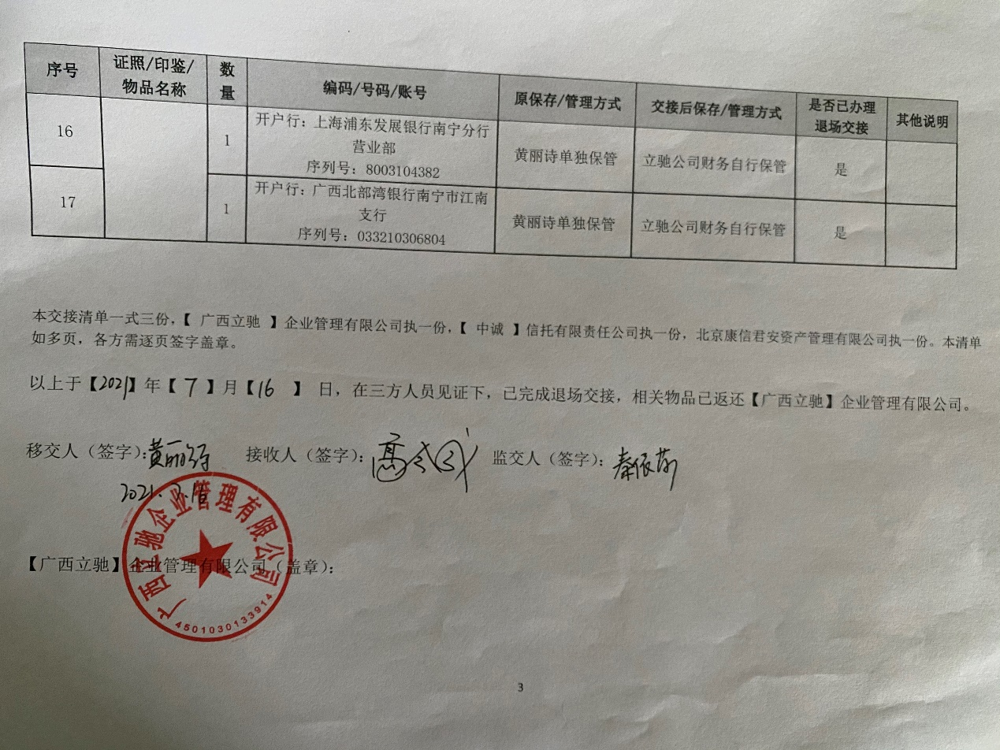 序号 证照/印鉴/物品名称 数量 编码/号码/账号 原保存/管理方式 交接后保存/管理方式 是否已办理退场交接 其他说明
16 1 开户行：上海浦东发展银行南宁分行营业部 序列号：8003104382 黄丽诗单独保管 立驰公司财务自行保管 是
17 1 开户行：广西北部湾银行南宁市江南支行 序列号：033210306804 黄丽诗单独保管 立驰公司财务自行保管 是
本交接清单一式三份，【 广西立驰 】企业管理有限公司执一份，【 中诚 】信托有限责任公司执一份，北京康信君安资产管理有限公司执一份。本清单
如多页，各方需逐页签字盖章。
以上于【2021】年【 7 】月【16 】 日，在三方人员见证下，已完成退场交接，相关物品已返还【广西立驰】企业管理有限公司。
移交人（签字）：黄丽诗 接收人（签字）： 监交人（签字）：秦依荷
2021.7.16
【广西立驰】企业管理有限公司（盖章）：
广西立驰企业管理有限公司
4501030133914
3